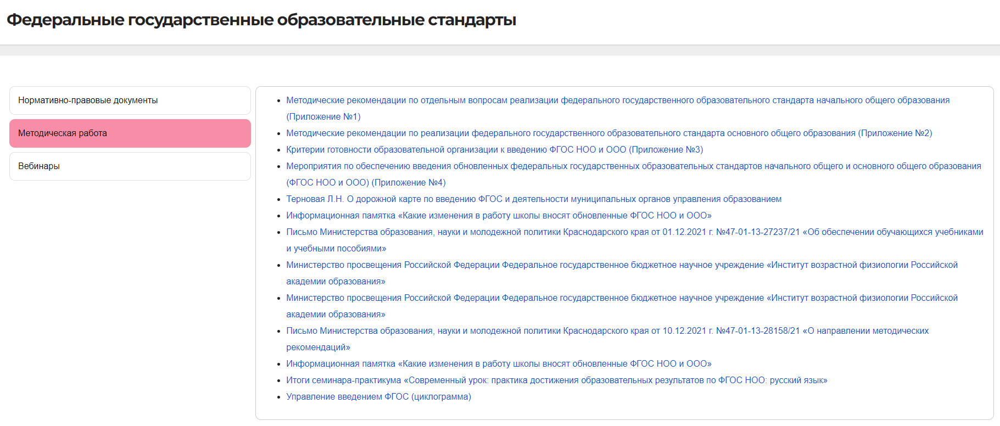 Федеральные государственные образовательные стандарты
Нормативно-правовые документы
Методическая работа
Вебинары
Методические рекомендации по отдельным вопросам реализации федерального государственного образовательного стандарта начального общего образования
(Приложение №1)
Методические рекомендации по реализации федерального государственного образовательного стандарта основного общего образования (Приложение №2)
Критерии готовности образовательной организации к введению ФГОС НОО и ООО (Приложение №3)
Мероприятия по обеспечению введения обновленных федеральных государственных образовательных стандартов начального общего и основного общего образования
(ФГОС НОО и ООО) (Приложение №4)
Терновая Л.Н. О дорожной карте по введению ФГОС и деятельности муниципальных органов управления образованием
Информационная памятка «Какие изменения в работу школы вносят обновленные ФГОС НОО и ООО»
Письмо Министерства образования, науки и молодежной политики Краснодарского края от 01.12.2021 г. №47-01-13-27237/21 «Об обеспечении обучающихся учебниками
и учебными пособиями»
Министерство просвещения Российской Федерации Федеральное государственное бюджетное научное учреждение «Институт возрастной физиологии Российской
академии образования»
Министерство просвещения Российской Федерации Федеральное государственное бюджетное научное учреждение «Институт возрастной физиологии Российской
академии образования»
Письмо Министерства образования, науки и молодежной политики Краснодарского края от 10.12.2021 г. №47-01-13-28158/21 «О направлении методических
рекомендаций»
Информационная памятка «Какие изменения в работу школы вносят обновленные ФГОС НОО и ООО»
Итоги семинара-практикума «Современный урок: практика достижения образовательных результатов по ФГОС НОО: русский язык»
Управление введением ФГОС (циклограмма)